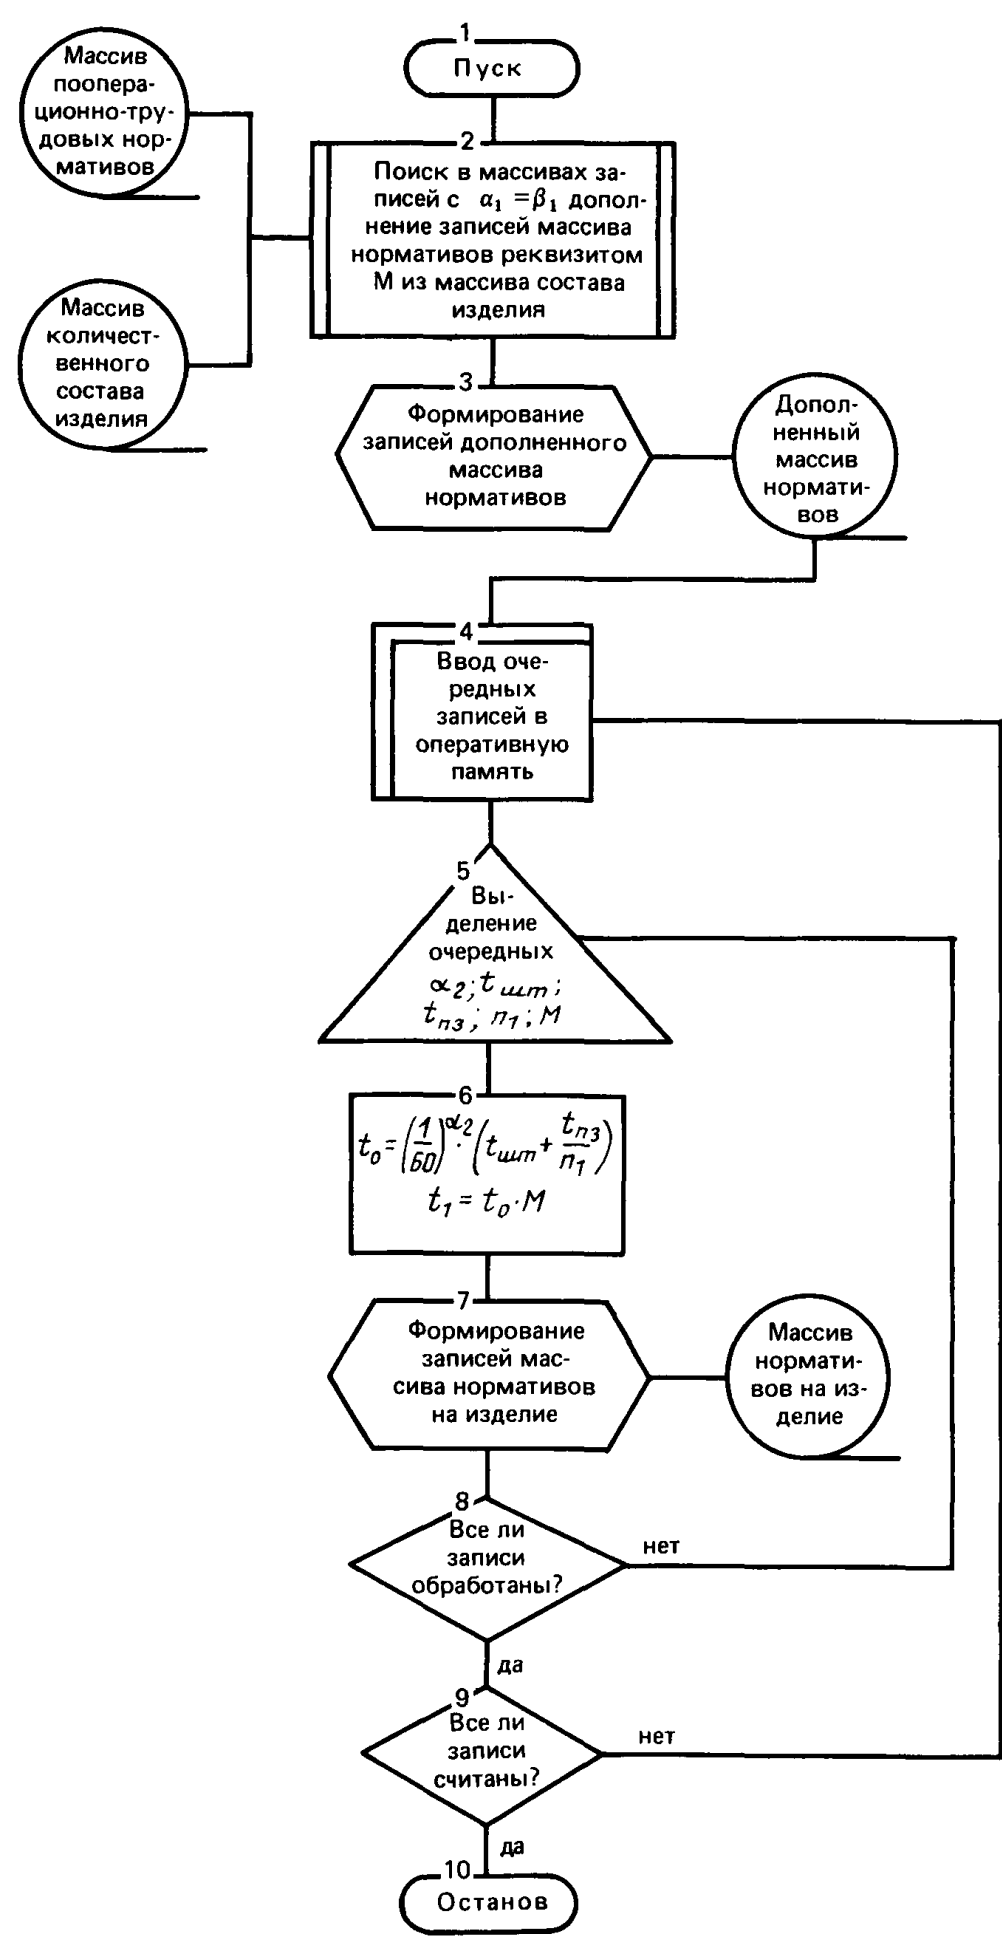 1
Пуск
Массив
поопера-
ционно-тру-
довых нор-
мативов
2
Поиск в массивах за-
писей с α₁ = β₁ допол-
нение записей массива
нормативов реквизитом
М из массива состава
изделия
Массив
количест-
венного
состава
изделия
3
Формирование
записей дополненного
массива
нормативов
Допол-
ненный
массив
нормати-
вов
4
Ввод оче-
редных
записей в
оперативную
память
5
Вы-
деление
очередных
α₂; t шт;
t пз; n₁; M
6
t₀ = (1/60)^α₂ · (t шт + t пз/n₁)
t₁ = t₀ · M
7
Формирование
записей мас-
сива нормативов
на изделие
Массив
нормати-
вов на из-
делие
8
Все ли
записи
обработаны?
нет
да
9
Все ли
записи
считаны?
нет
да
10
Останов